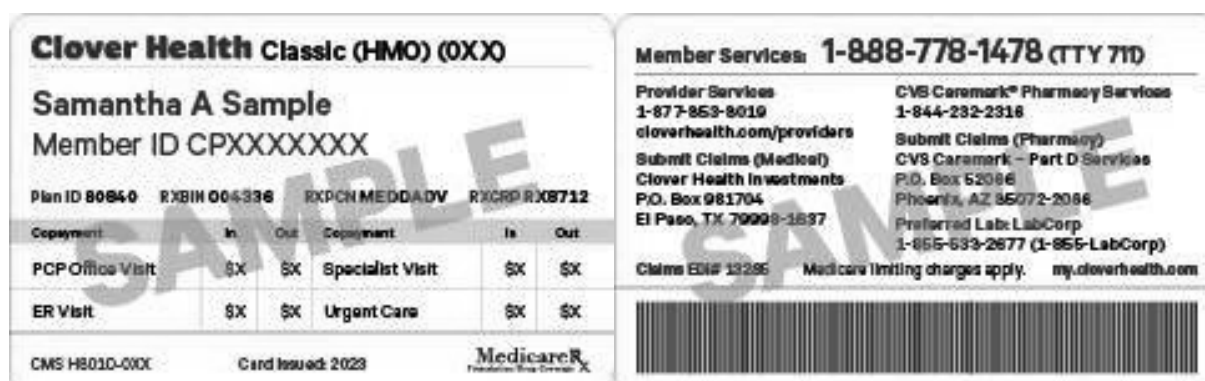 Clover Health Classic (HMO) (0XX)
Samantha A Sample
Member ID CPXXXXXXX
Plan ID 80840 RXBIN 004336 RXPCN MEDDADV RXGRP RX8712
Copayment In Out Copayment In Out
PCP Office Visit $X $X Specialist Visit $X $X
ER Visit $X $X Urgent Care $X $X
CMS H8010-0XX Card Issued: 2023 MedicareRx
SAMPLE
Member Services: 1-888-778-1478 (TTY 711)
Provider Services
1-877-853-8019
cloverhealth.com/providers
Submit Claims (Medical)
Clover Health Investments
P.O. Box 981704
El Paso, TX 79998-1637
CVS Caremark® Pharmacy Services
1-844-232-2316
Submit Claims (Pharmacy)
CVS Caremark – Part D Services
P.O. Box 52066
Phoenix, AZ 85072-2066
Preferred Lab: LabCorp
1-855-533-2677 (1-855-LabCorp)
Claims EDI# 13285 Medicare limiting charges apply. my.cloverhealth.com
SAMPLE